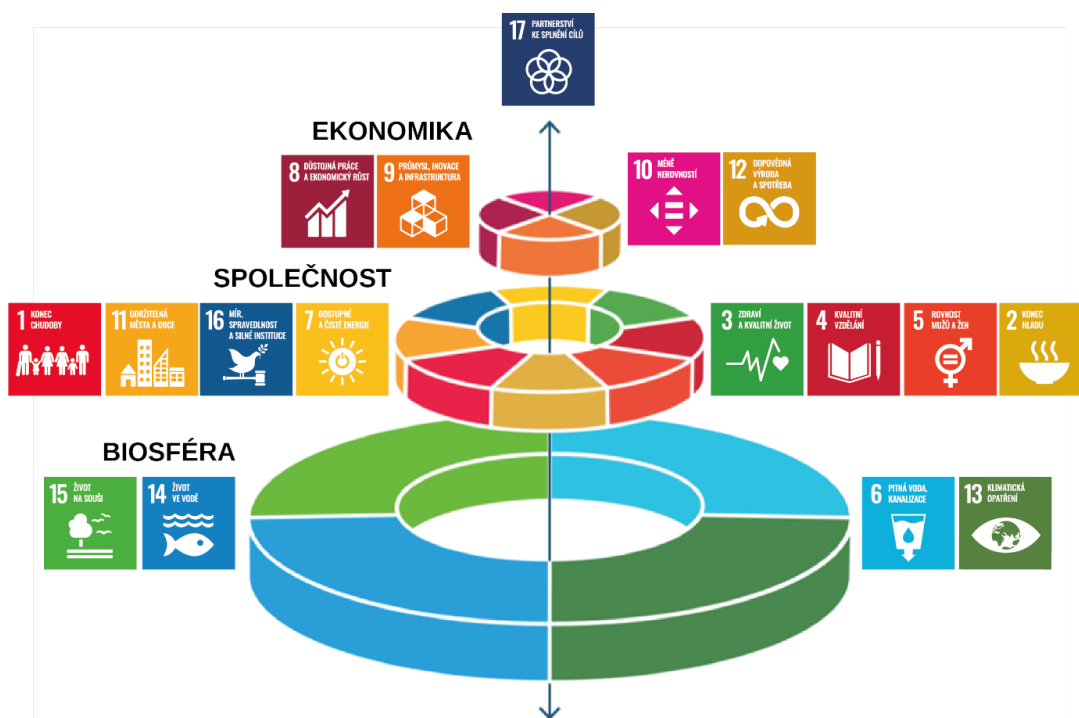 17 PARTNERSTVÍ
KE SPLNĚNÍ CÍLŮ
EKONOMIKA
8 DŮSTOJNÁ PRÁCE
A EKONOMICKÝ RŮST
9 PRŮMYSL, INOVACE
A INFRASTRUKTURA
10 MÉNĚ
NEROVNOSTÍ
12 ODPOVĚDNÁ
VÝROBA
A SPOTŘEBA
SPOLEČNOST
1 KONEC
CHUDOBY
11 UDRŽITELNÁ
MĚSTA A OBCE
16 MÍR,
SPRAVEDLNOST
A SILNÉ INSTITUCE
7 DOSTUPNÉ
A ČISTÉ ENERGIE
3 ZDRAVÍ
A KVALITNÍ ŽIVOT
4 KVALITNÍ
VZDĚLÁNÍ
5 ROVNOST
MUŽŮ A ŽEN
2 KONEC
HLADU
BIOSFÉRA
15 ŽIVOT
NA SOUŠI
14 ŽIVOT
VE VODĚ
6 PITNÁ VODA,
KANALIZACE
13 KLIMATICKÁ
OPATŘENÍ